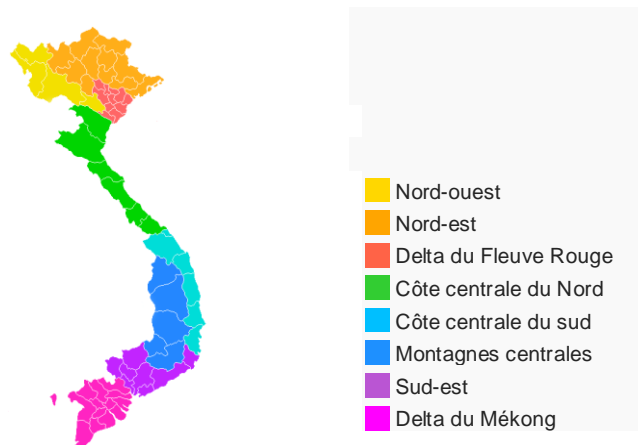 Nord-ouest
Nord-est
Delta du Fleuve Rouge
Côte centrale du Nord
Côte centrale du sud
Montagnes centrales
Sud-est
Delta du Mékong